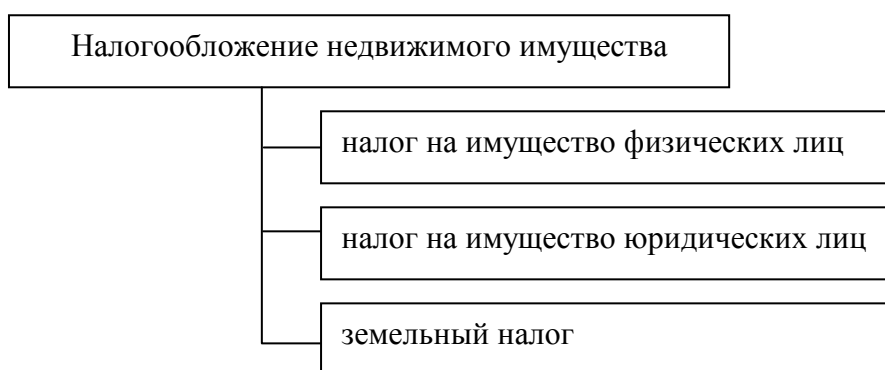 Налогообложение недвижимого имущества
налог на имущество физических лиц
налог на имущество юридических лиц
земельный налог